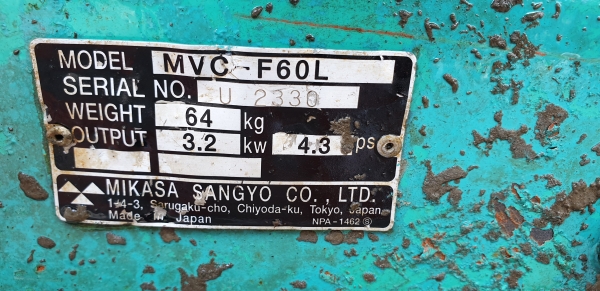 MODEL MVC-F60L
SERIAL NO. U 2330
WEIGHT 64 kg
OUTPUT 3.2 kw 4.3 ps
MIKASA SANGYO CO., LTD.
1-4-3, Sarugaku-cho, Chiyoda-ku, Tokyo, Japan
Made in Japan
NPA-1462 Ⓢ